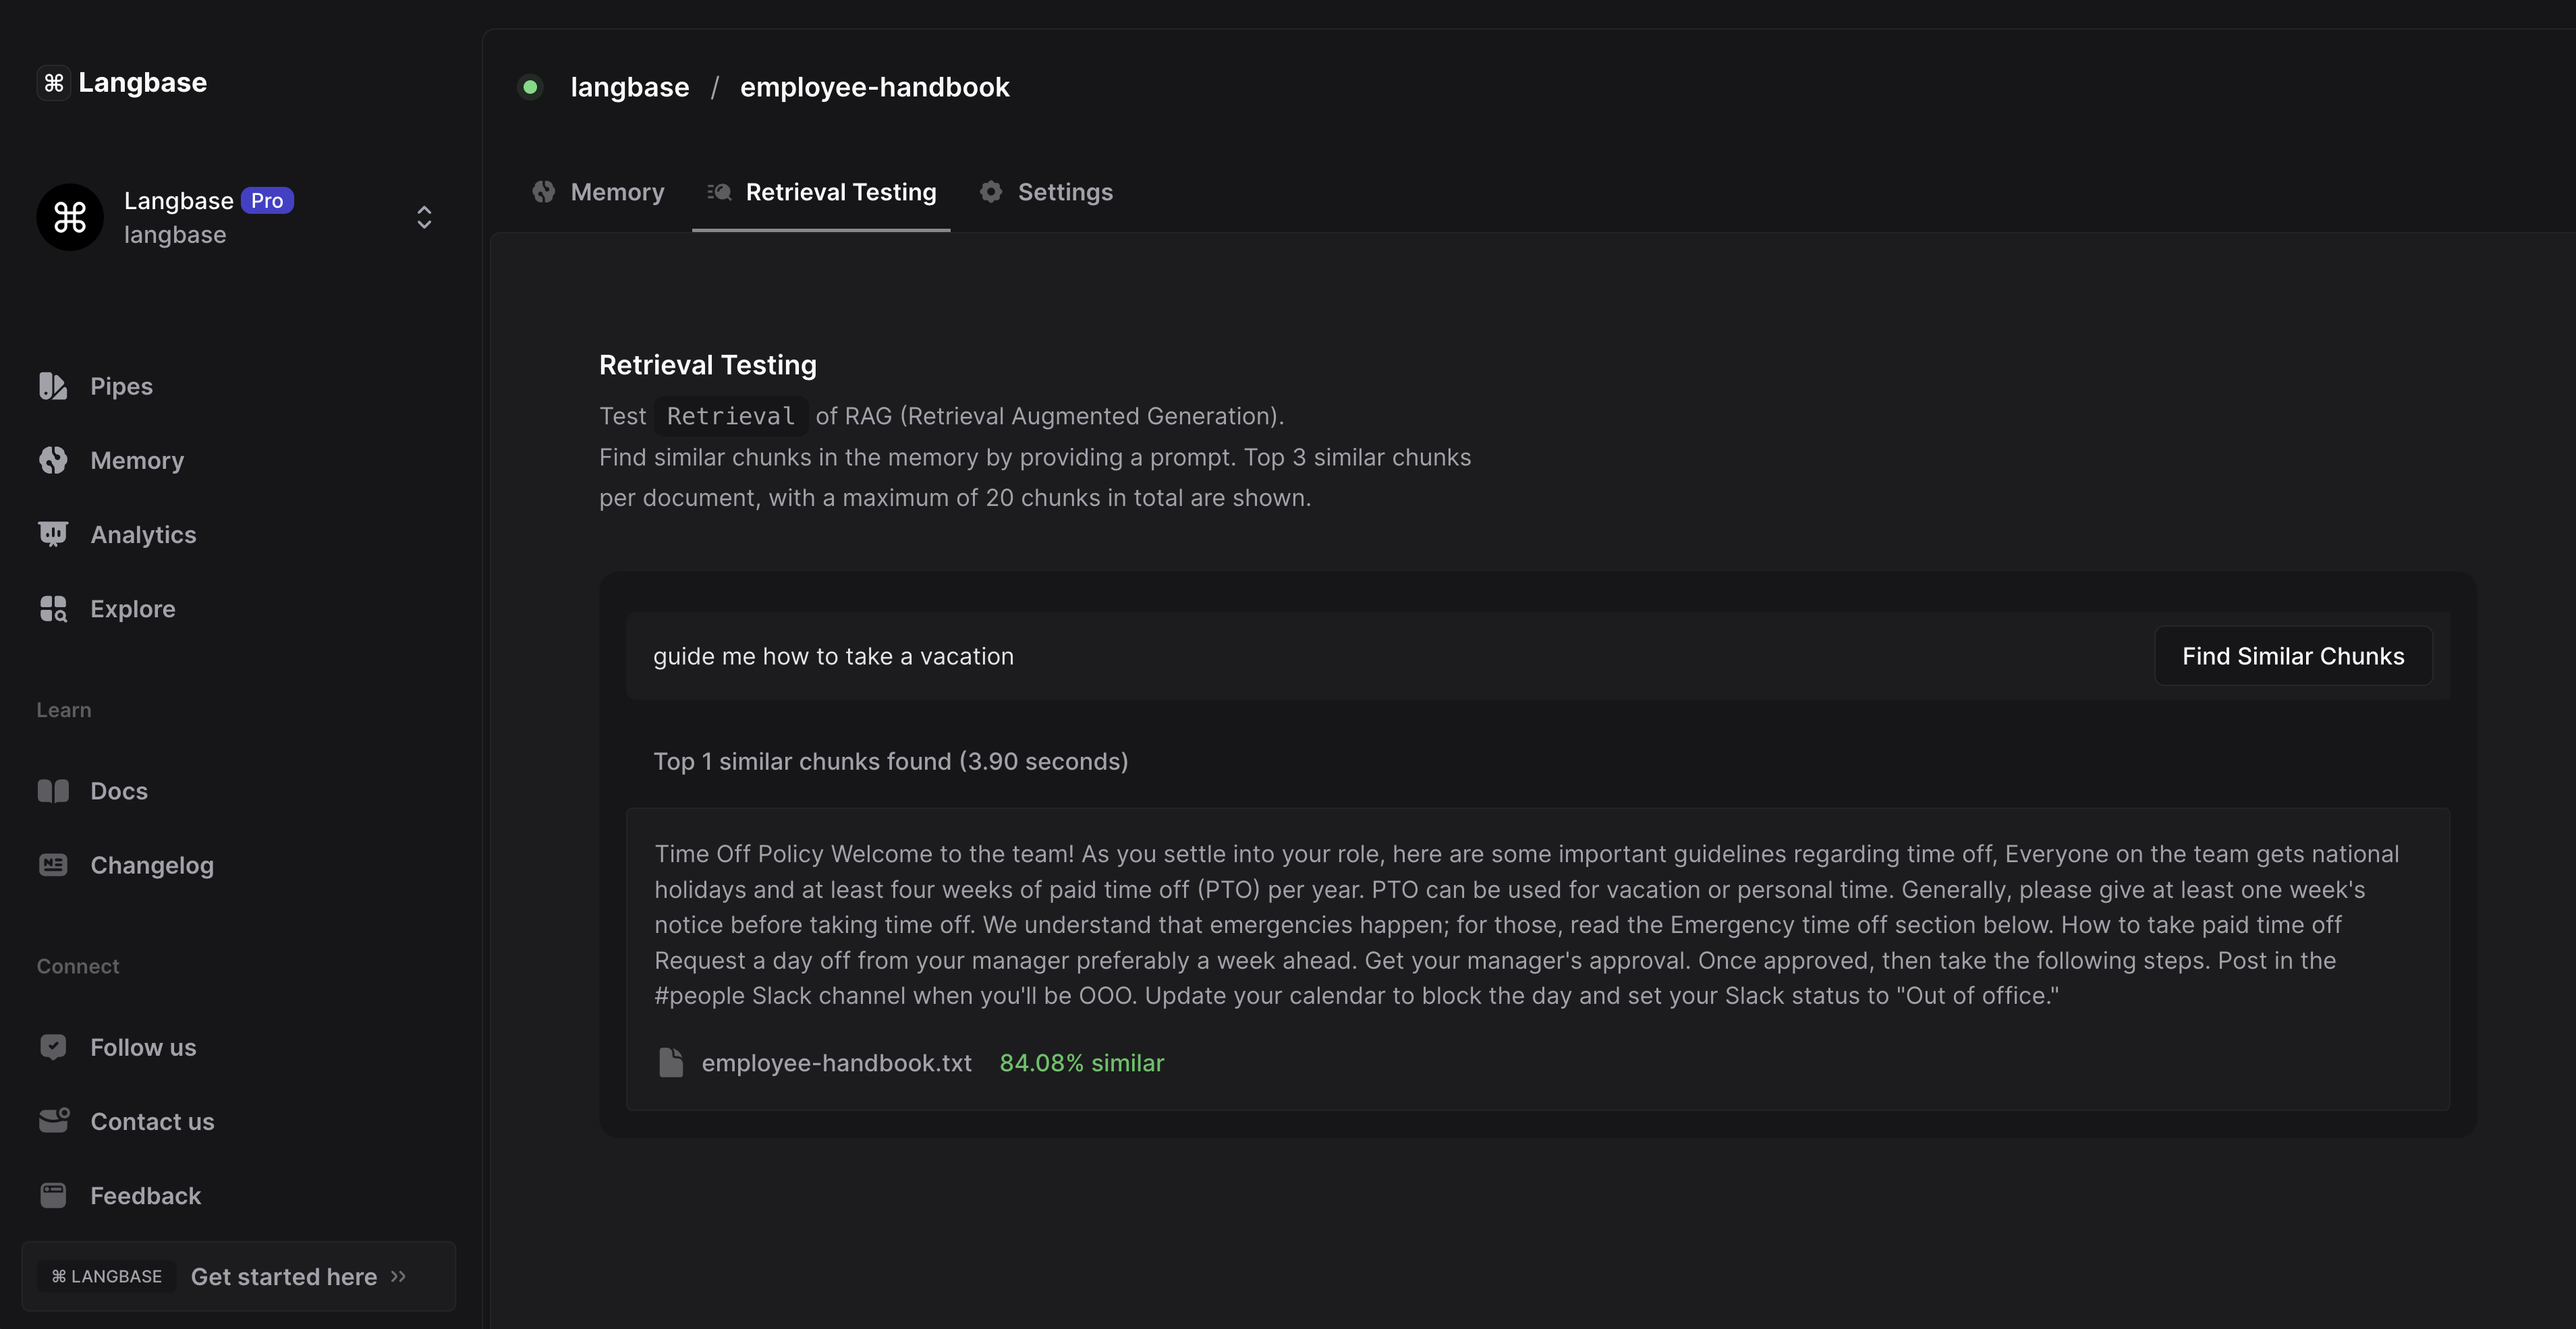 Langbase
Langbase Pro
langbase
Pipes
Memory
Analytics
Explore
Learn
Docs
Changelog
Connect
Follow us
Contact us
Feedback
⌘ LANGBASE Get started here
langbase / employee-handbook
Memory Retrieval Testing Settings
Retrieval Testing
Test Retrieval of RAG (Retrieval Augmented Generation).
Find similar chunks in the memory by providing a prompt. Top 3 similar chunks
per document, with a maximum of 20 chunks in total are shown.
guide me how to take a vacation Find Similar Chunks
Top 1 similar chunks found (3.90 seconds)
Time Off Policy Welcome to the team! As you settle into your role, here are some important guidelines regarding time off, Everyone on the team gets national
holidays and at least four weeks of paid time off (PTO) per year. PTO can be used for vacation or personal time. Generally, please give at least one week's
notice before taking time off. We understand that emergencies happen; for those, read the Emergency time off section below. How to take paid time off
Request a day off from your manager preferably a week ahead. Get your manager's approval. Once approved, then take the following steps. Post in the
#people Slack channel when you'll be OOO. Update your calendar to block the day and set your Slack status to "Out of office."
employee-handbook.txt 84.08% similar